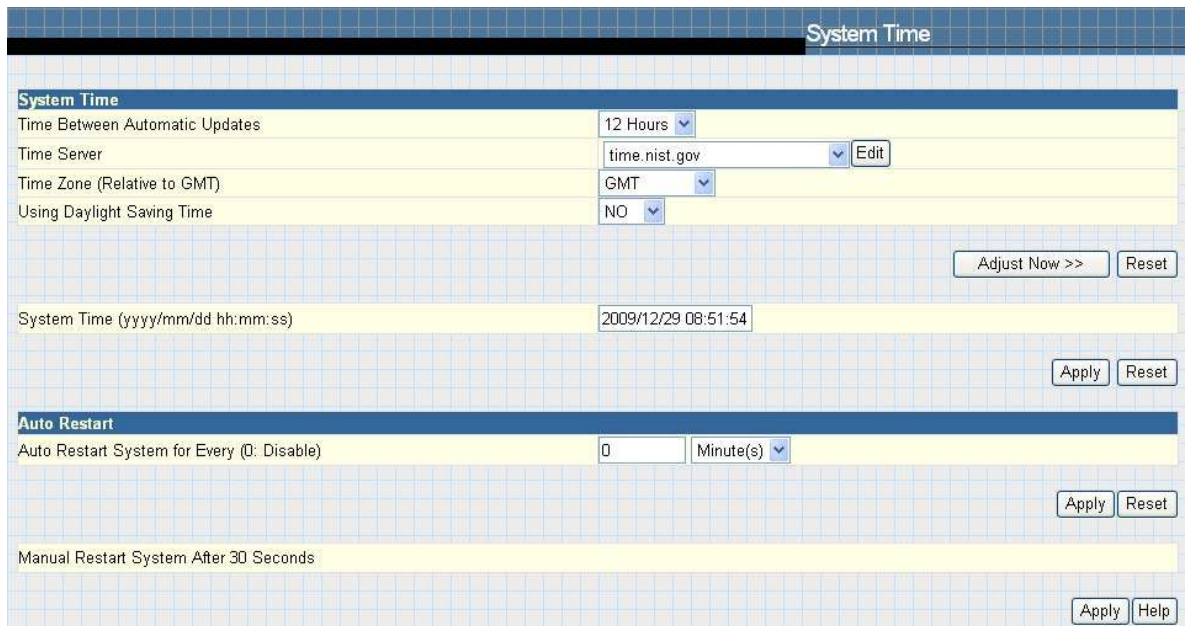 System Time
System Time
Time Between Automatic Updates 12 Hours
Time Server time.nist.gov Edit
Time Zone (Relative to GMT) GMT
Using Daylight Saving Time NO
Adjust Now >> Reset
System Time (yyyy/mm/dd hh:mm:ss) 2009/12/29 08:51:54
Apply Reset
Auto Restart
Auto Restart System for Every (0: Disable) 0 Minute(s)
Apply Reset
Manual Restart System After 30 Seconds
Apply Help